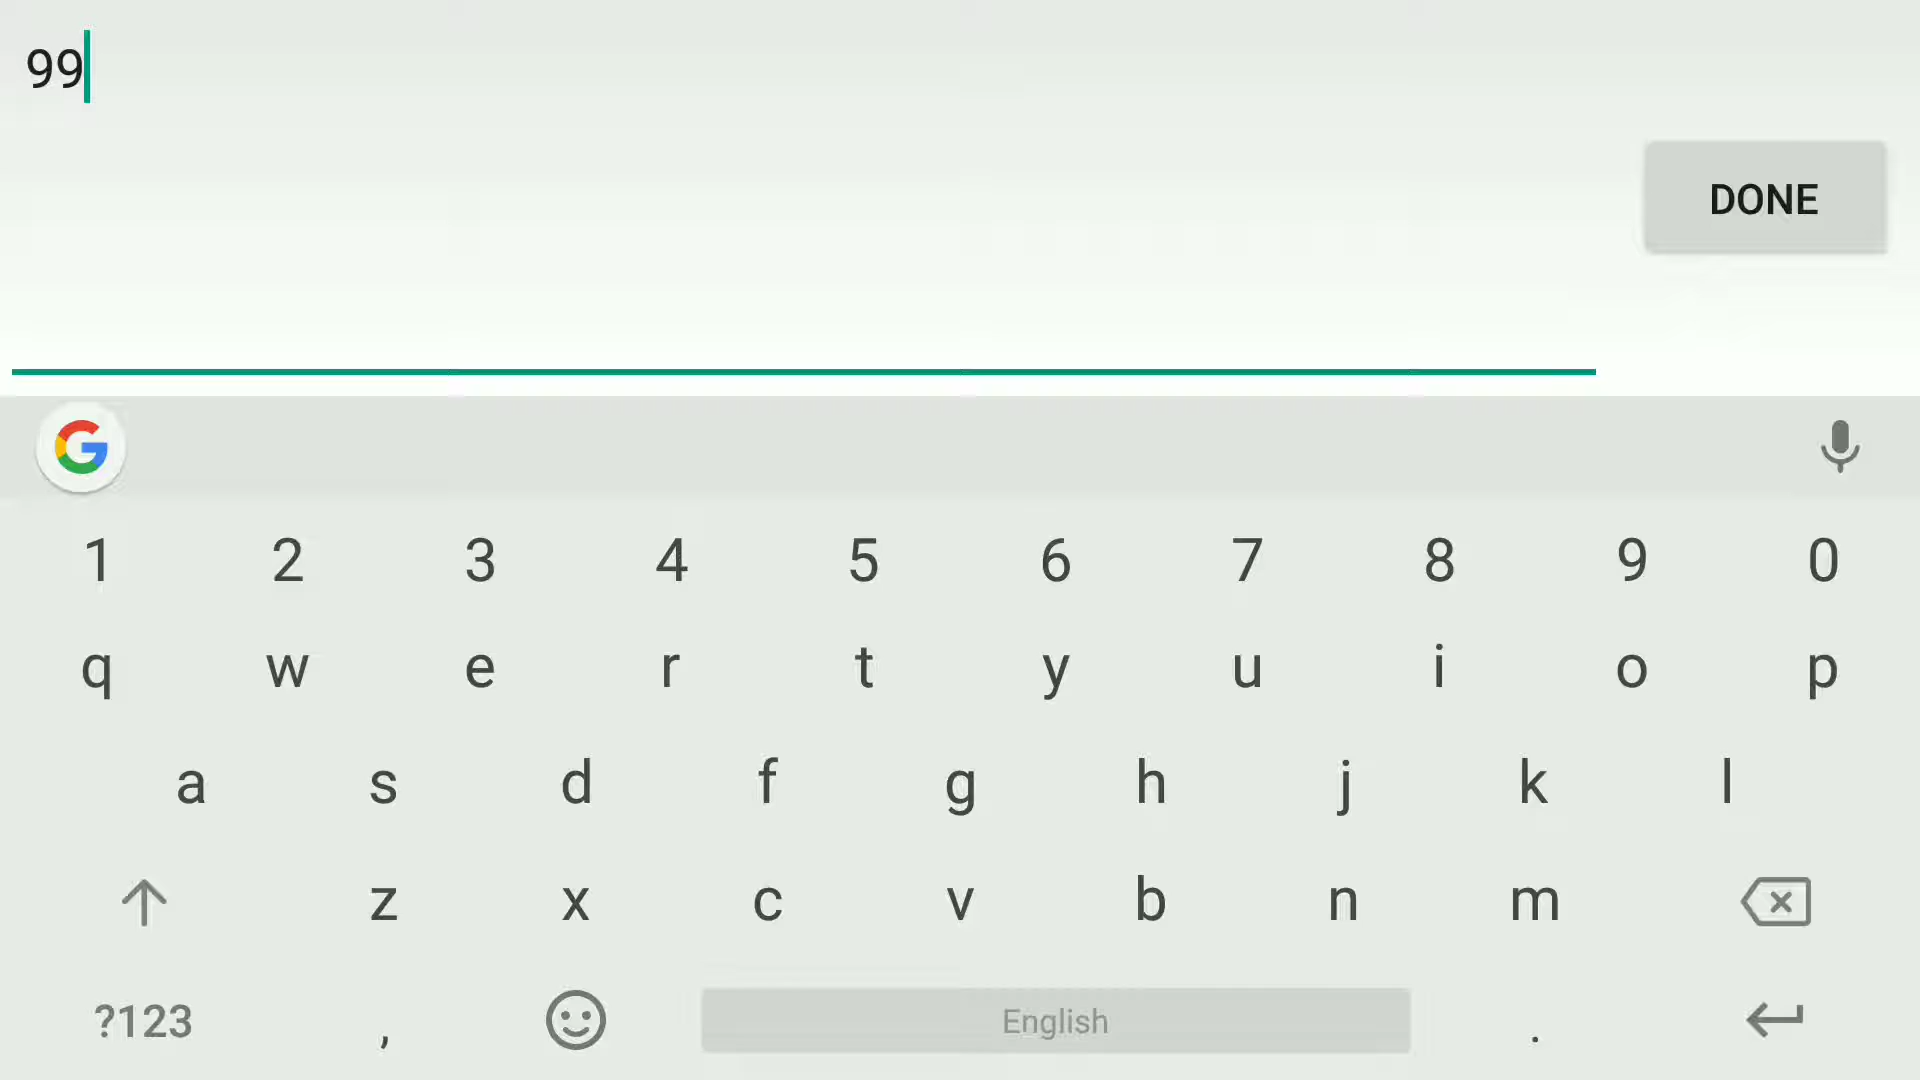 99
DONE
1 2 3 4 5 6 7 8 9 0
q w e r t y u i o p
a s d f g h j k l
z x c v b n m
?123 , English .